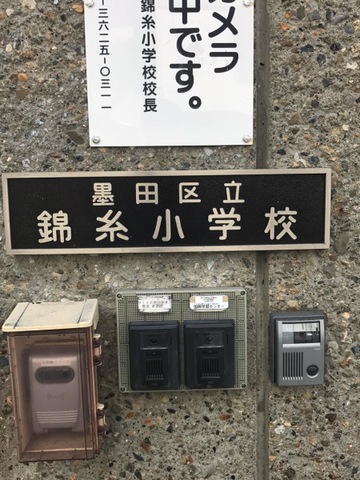 カメラ
中です。
錦糸小学校校長
三六二五-〇三一一
墨田区立
錦糸小学校